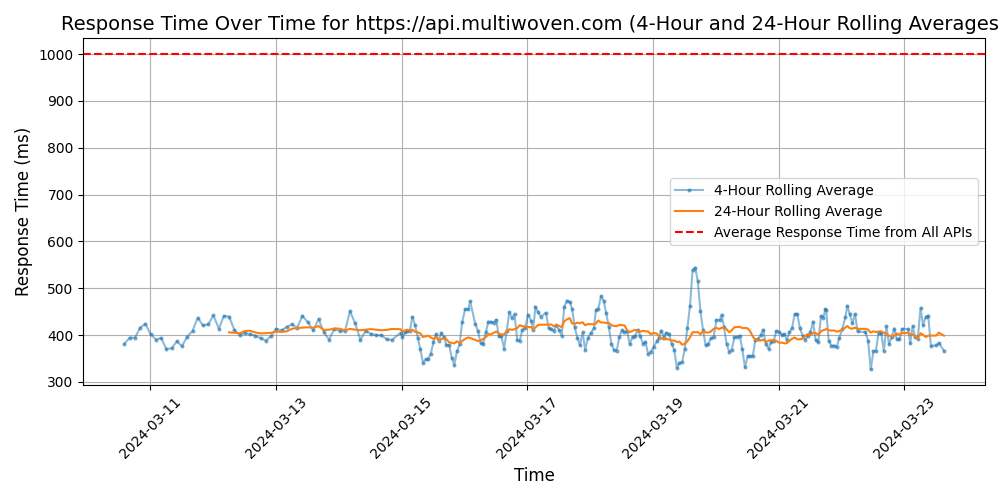 Response Time Over Time for https://api.multiwoven.com (4-Hour and 24-Hour Rolling Averages
1000
900
800
700
600
500
400
300
Response Time (ms)
4-Hour Rolling Average
24-Hour Rolling Average
Average Response Time from All APIs
2024-03-11
2024-03-13
2024-03-15
2024-03-17
2024-03-19
2024-03-21
2024-03-23
Time